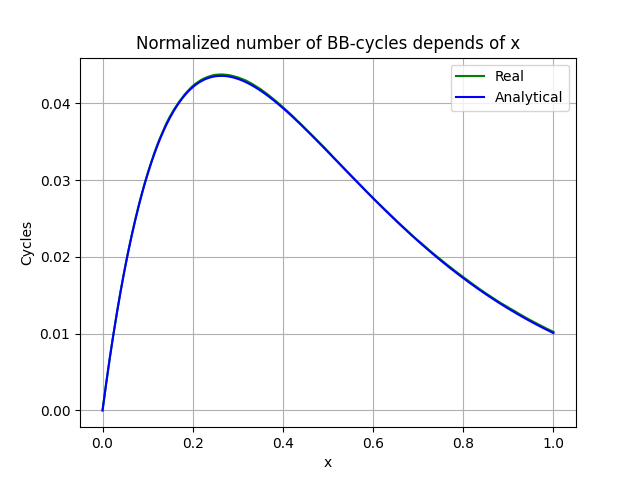 Normalized number of BB-cycles depends of x
Real
Analytical
Cycles
0.04
0.03
0.02
0.01
0.00
0.0 0.2 0.4 0.6 0.8 1.0
x